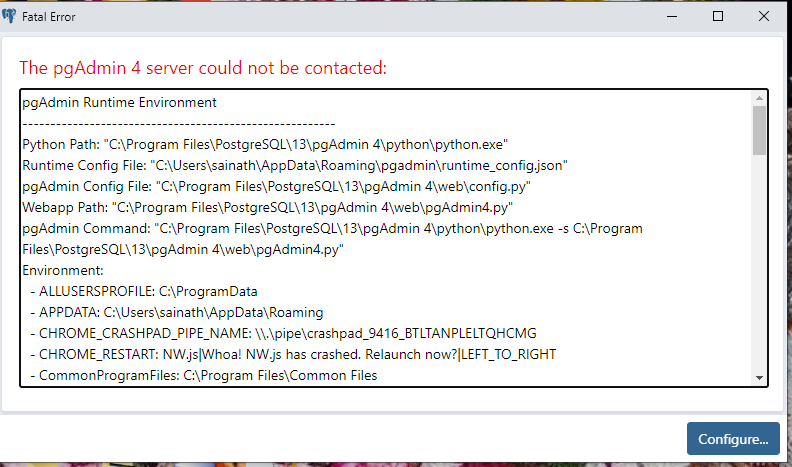 Fatal Error
The pgAdmin 4 server could not be contacted:
pgAdmin Runtime Environment
--------------------------------------------------------
Python Path: "C:\Program Files\PostgreSQL\13\pgAdmin 4\python\python.exe"
Runtime Config File: "C:\Users\sainath\AppData\Roaming\pgadmin\runtime_config.json"
pgAdmin Config File: "C:\Program Files\PostgreSQL\13\pgAdmin 4\web\config.py"
Webapp Path: "C:\Program Files\PostgreSQL\13\pgAdmin 4\web\pgAdmin4.py"
pgAdmin Command: "C:\Program Files\PostgreSQL\13\pgAdmin 4\python\python.exe -s C:\Program
Files\PostgreSQL\13\pgAdmin 4\web\pgAdmin4.py"
Environment:
- ALLUSERSPROFILE: C:\ProgramData
- APPDATA: C:\Users\sainath\AppData\Roaming
- CHROME_CRASHPAD_PIPE_NAME: \\.\pipe\crashpad_9416_BTLTANPLELTQHCMG
- CHROME_RESTART: NW.js|Whoa! NW.js has crashed. Relaunch now?|LEFT_TO_RIGHT
- CommonProgramFiles: C:\Program Files\Common Files
Configure...